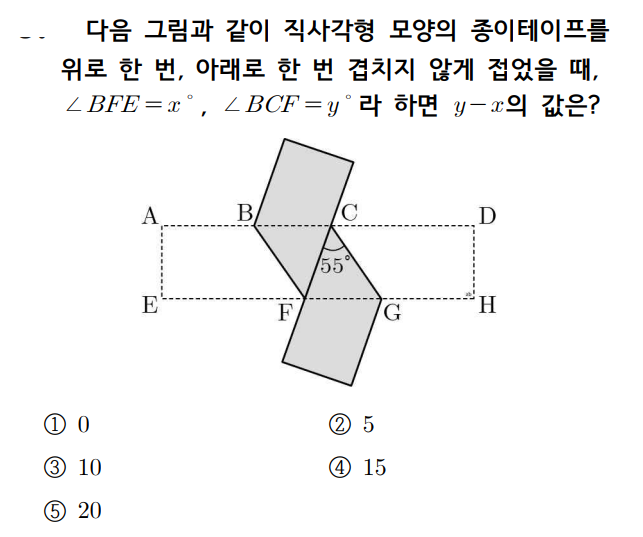 다음 그림과 같이 직사각형 모양의 종이테이프를
위로 한 번, 아래로 한 번 겹치지 않게 접었을 때,
∠BFE=x°, ∠BCF=y°라 하면 y-x의 값은?
A B C D
55°
E F G H
① 0 ② 5
③ 10 ④ 15
⑤ 20